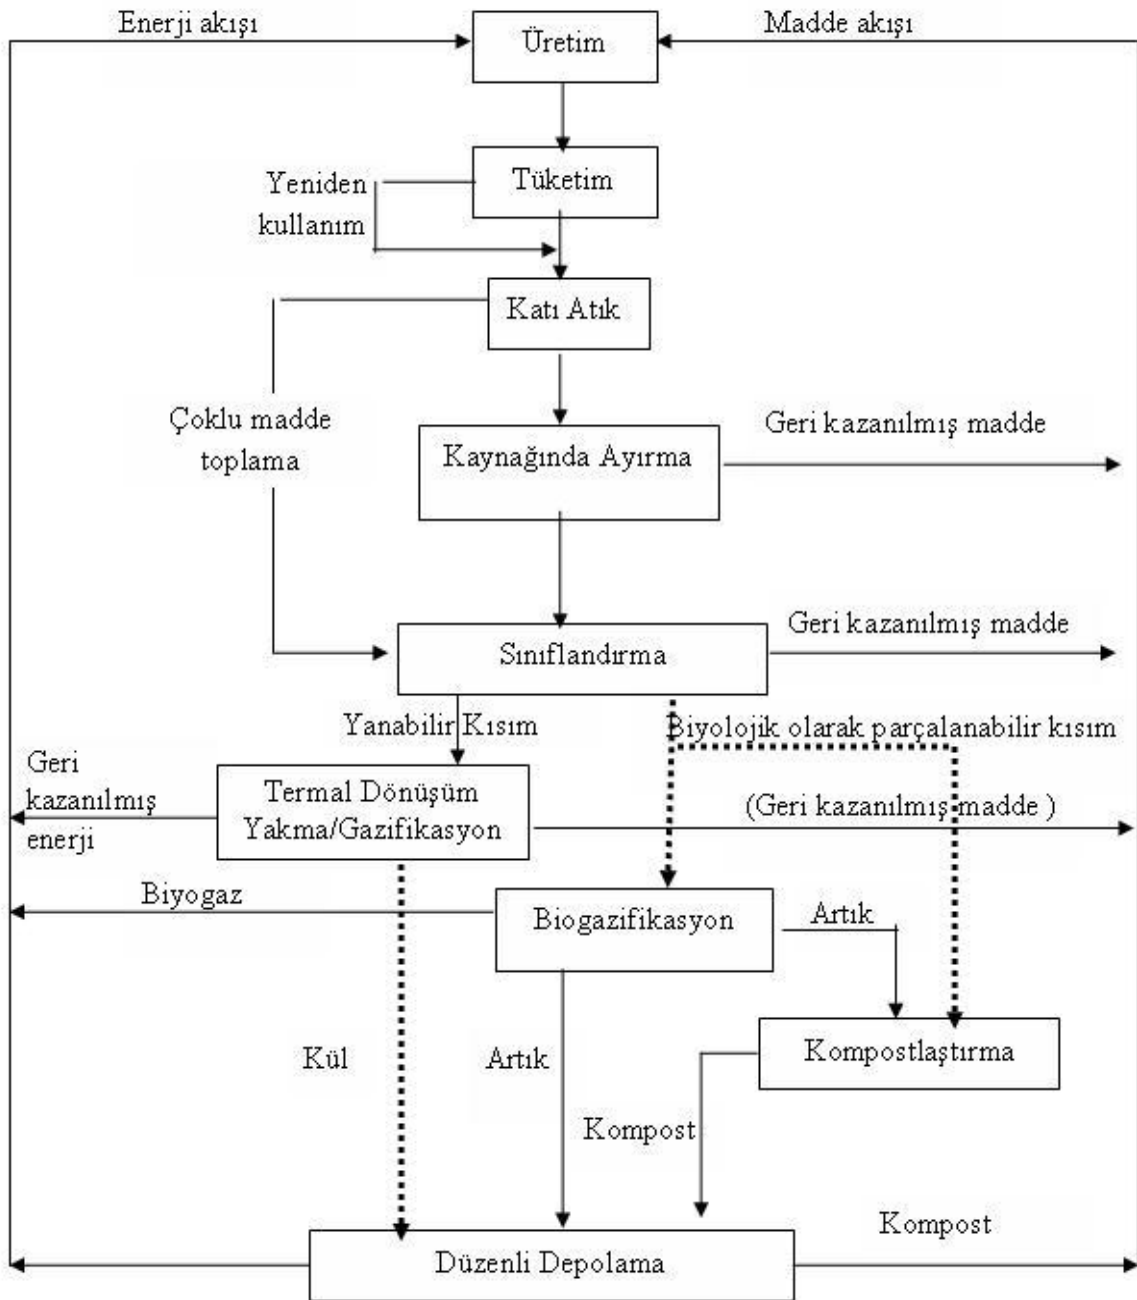 Enerji akışı
Madde akışı
Üretim
Tüketim
Yeniden
kullanım
Katı Atık
Çoklu madde
toplama
Geri kazanılmış madde
Kaynağında Ayırma
Geri kazanılmış madde
Sınıflandırma
Yanabilir Kısım
Biyolojik olarak parçalanabilir kısım
Geri
kazanılmış
enerji
Termal Dönüşüm
Yakma/Gazifikasyon
(Geri kazanılmış madde )
Biyogaz
Biogazifikasyon
Artık
Kompostlaştırma
Kül
Artık
Kompost
Kompost
Düzenli Depolama